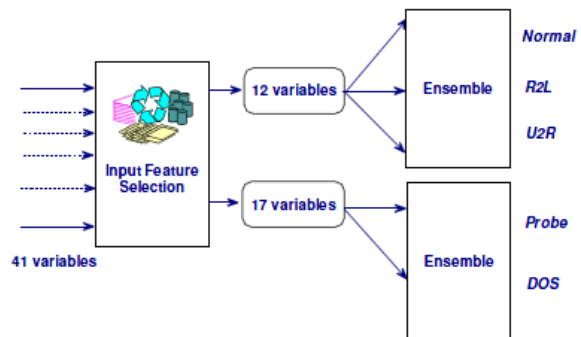 41 variables
Input Feature
Selection
12 variables
17 variables
Ensemble
Normal
R2L
U2R
Ensemble
Probe
DOS